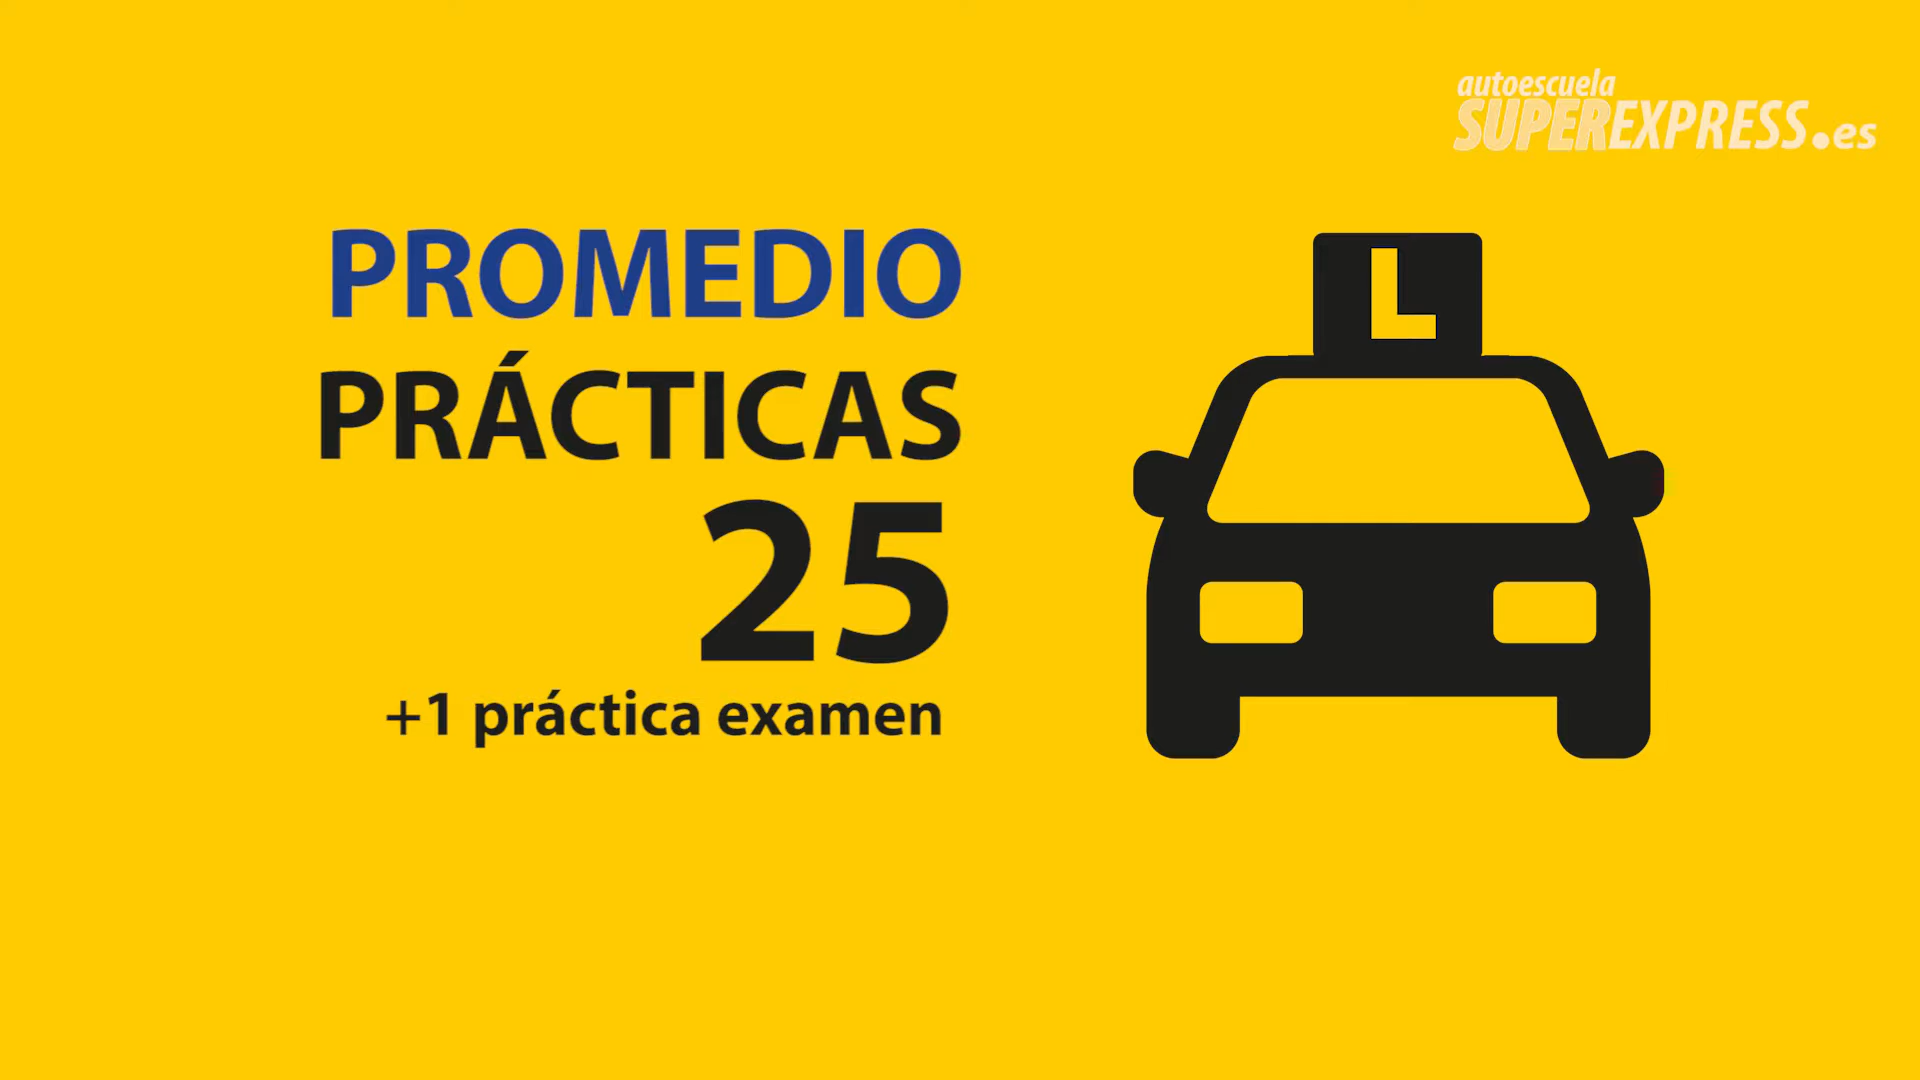 autoescuela
SUPEREXPRESS.es
PROMEDIO
PRÁCTICAS
25
+1 práctica examen
L